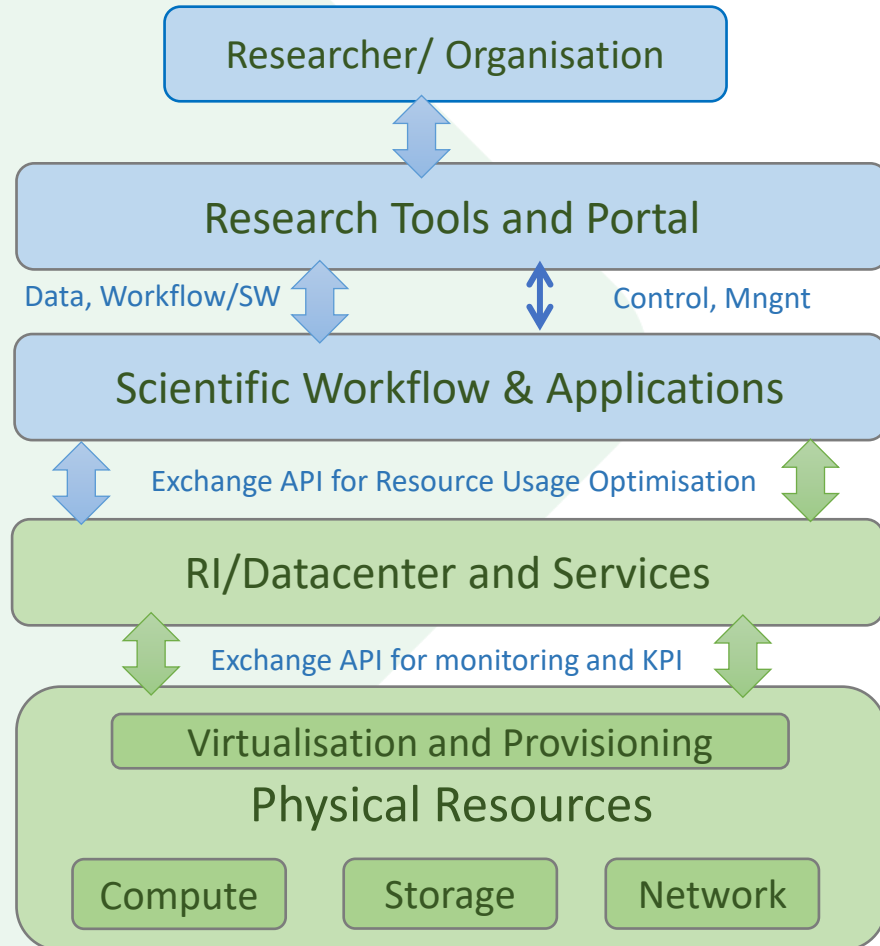 Researcher/ Organisation
Research Tools and Portal
Data, Workflow/SW
Control, Mngnt
Scientific Workflow & Applications
Exchange API for Resource Usage Optimisation
RI/Datacenter and Services
Exchange API for monitoring and KPI
Virtualisation and Provisioning
Physical Resources
Compute
Storage
Network